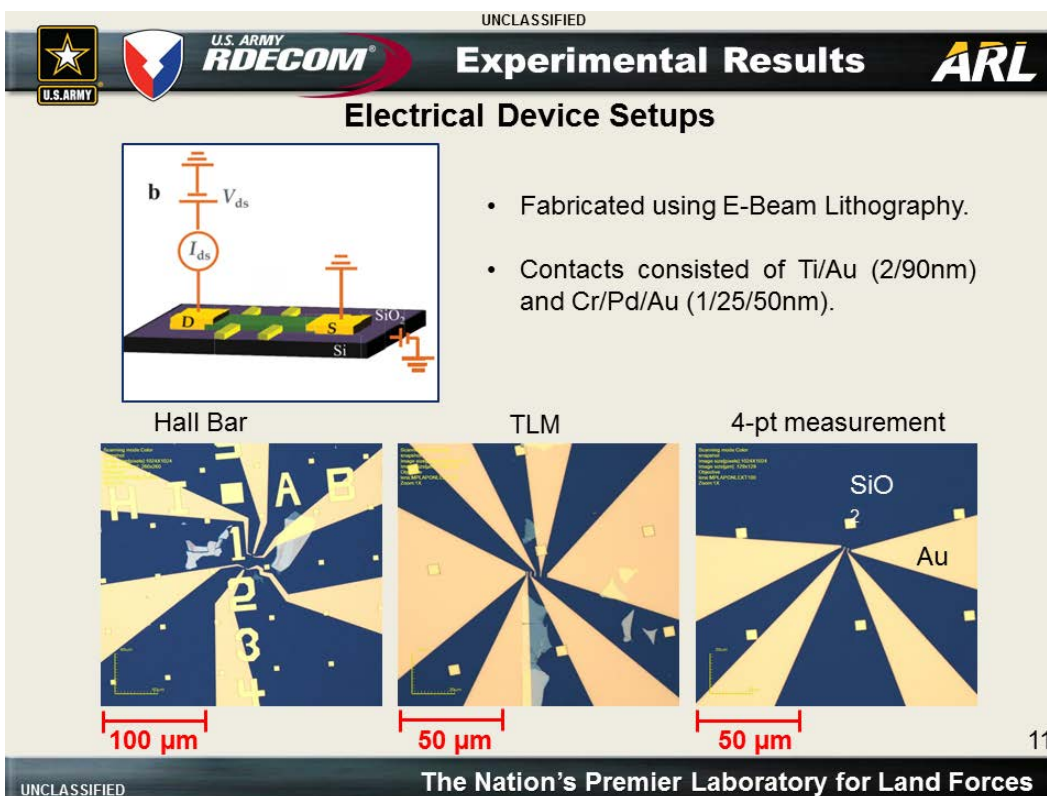 UNCLASSIFIED
U.S.ARMY
U.S. ARMY
RDECOM®
Experimental Results
ARL
Electrical Device Setups
b
Vds
Ids
D
S
SiO2
Si
• Fabricated using E-Beam Lithography.
• Contacts consisted of Ti/Au (2/90nm)
and Cr/Pd/Au (1/25/50nm).
Hall Bar
TLM
4-pt measurement
H I
A B
1
2
3
4
SiO
2
Au
100 µm
50 µm
50 µm
11
UNCLASSIFIED
The Nation's Premier Laboratory for Land Forces